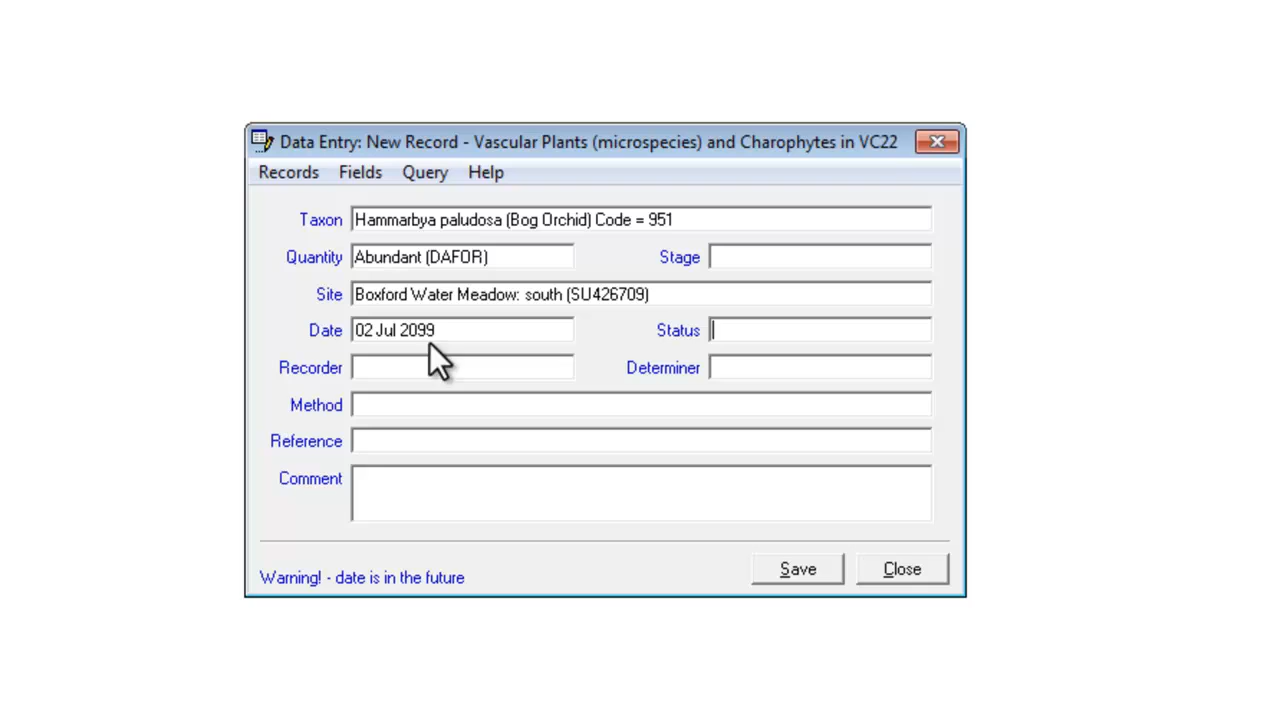 Data Entry: New Record - Vascular Plants (microspecies) and Charophytes in VC22
Records Fields Query Help
Taxon Hammarbya paludosa (Bog Orchid) Code = 951
Quantity Abundant (DAFOR) Stage
Site Boxford Water Meadow: south (SU426709)
Date 02 Jul 2099 Status
Recorder Determiner
Method
Reference
Comment
Warning! - date is in the future Save Close